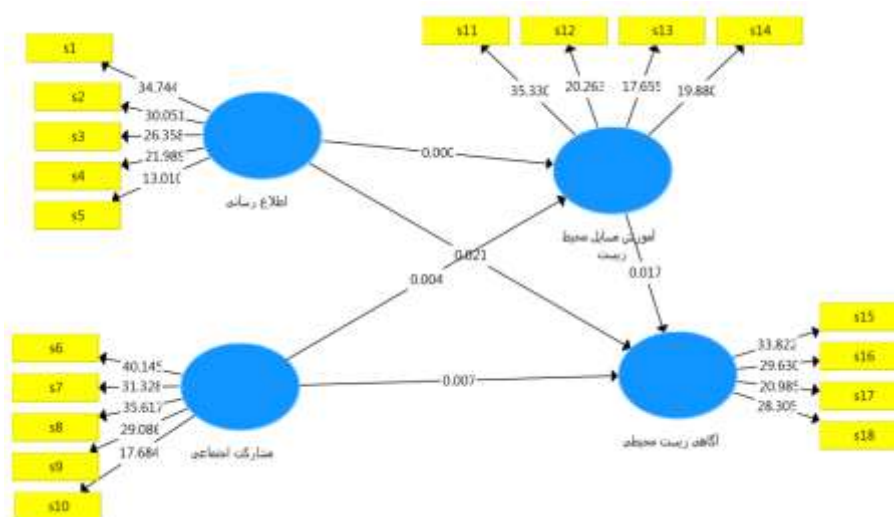 s11
s12
s13
s14
s1
s2
s3
s4
s5
34.744
30.051
26.358
21.989
13.010
35.330
20.263
17.655
19.880
0.000
اطلاع رسانی
آموزش مسایل محیط
زیست
0.021
0.004
0.017
s6
s7
s8
s9
s10
40.145
31.328
35.617
29.086
17.684
0.007
s15
s16
s17
s18
33.822
29.630
20.985
28.305
مشارکت اجتماعی
آگاهی زیست محیطی